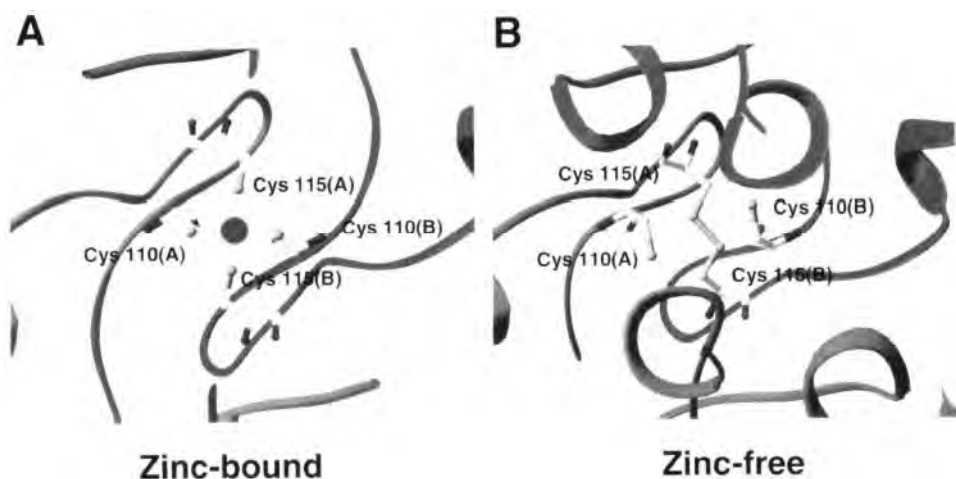 A
Cys 115(A)
Cys 110(A)
Cys 110(B)
Cys 115(B)
Zinc-bound
B
Cys 115(A)
Cys 110(B)
Cys 110(A)
Cys 115(B)
Zinc-free